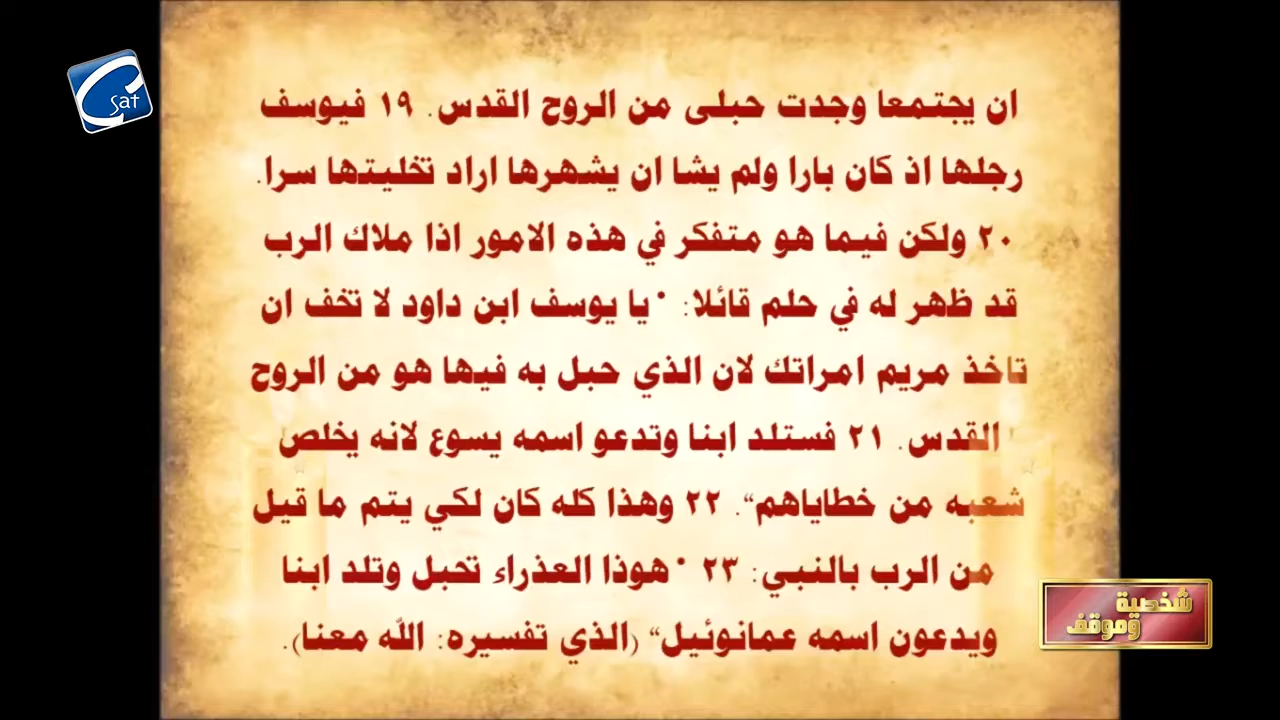 Sat
ان يجتمعا وجدت حبلى من الروح القدس. ١٩ فيوسف
رجلها اذ كان بارا ولم يشا ان يشهرها اراد تخليتها سرا.
٢٠ ولكن فيما هو متفكر في هذه الامور اذا ملاك الرب
قد ظهر له في حلم قائلا: "يا يوسف ابن داود لا تخف ان
تاخذ مريم امراتك لان الذي حبل به فيها هو من الروح
القدس. ٢١ فستلد ابنا وتدعو اسمه يسوع لانه يخلص
شعبه من خطاياهم". ٢٢ وهذا كله كان لكي يتم ما قيل
من الرب بالنبي: ٢٣ "هوذا العذراء تحبل وتلد ابنا
ويدعون اسمه عمانوئيل" (الذي تفسيره: الله معنا).
شخصية
وموقف